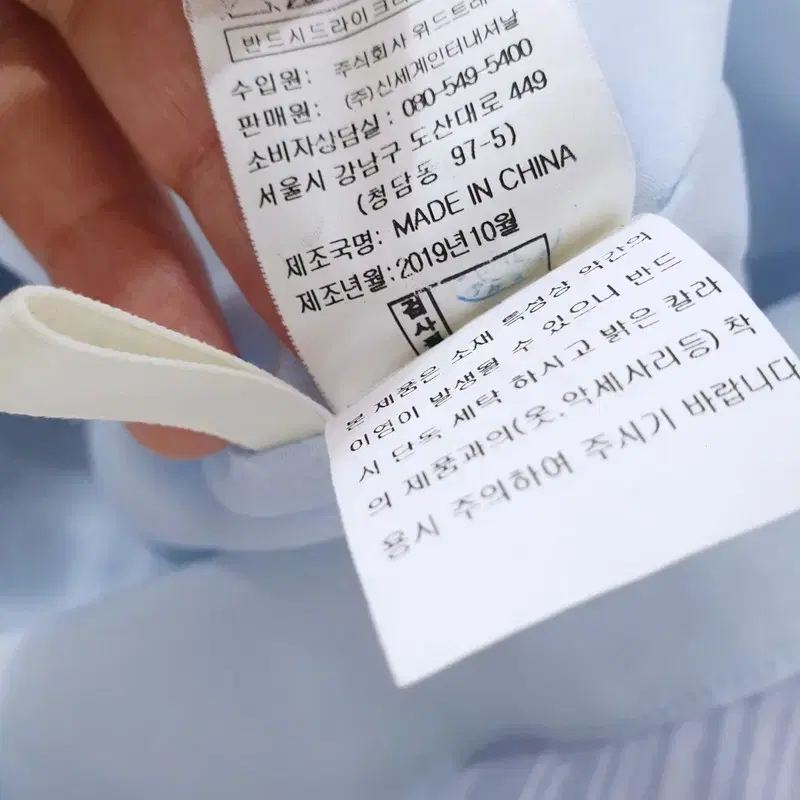 반드시드라이크리
수입원: 주식회사 위드트레
판매원: (주)신세계인터내셔날
소비자상담실 : 080-549-5400
서울시 강남구 도산대로 449
(청담동 97-5)
제조국명: MADE IN CHINA
제조년월:2019년10월
검사
본 제품은 소재 특성상 약간의
이염이 발생될 수 있으니 반드
시 단독 세탁 하시고 밝은 칼라
의 제품과의(옷,악세사리등) 착
용시 주의하여 주시기 바랍니다